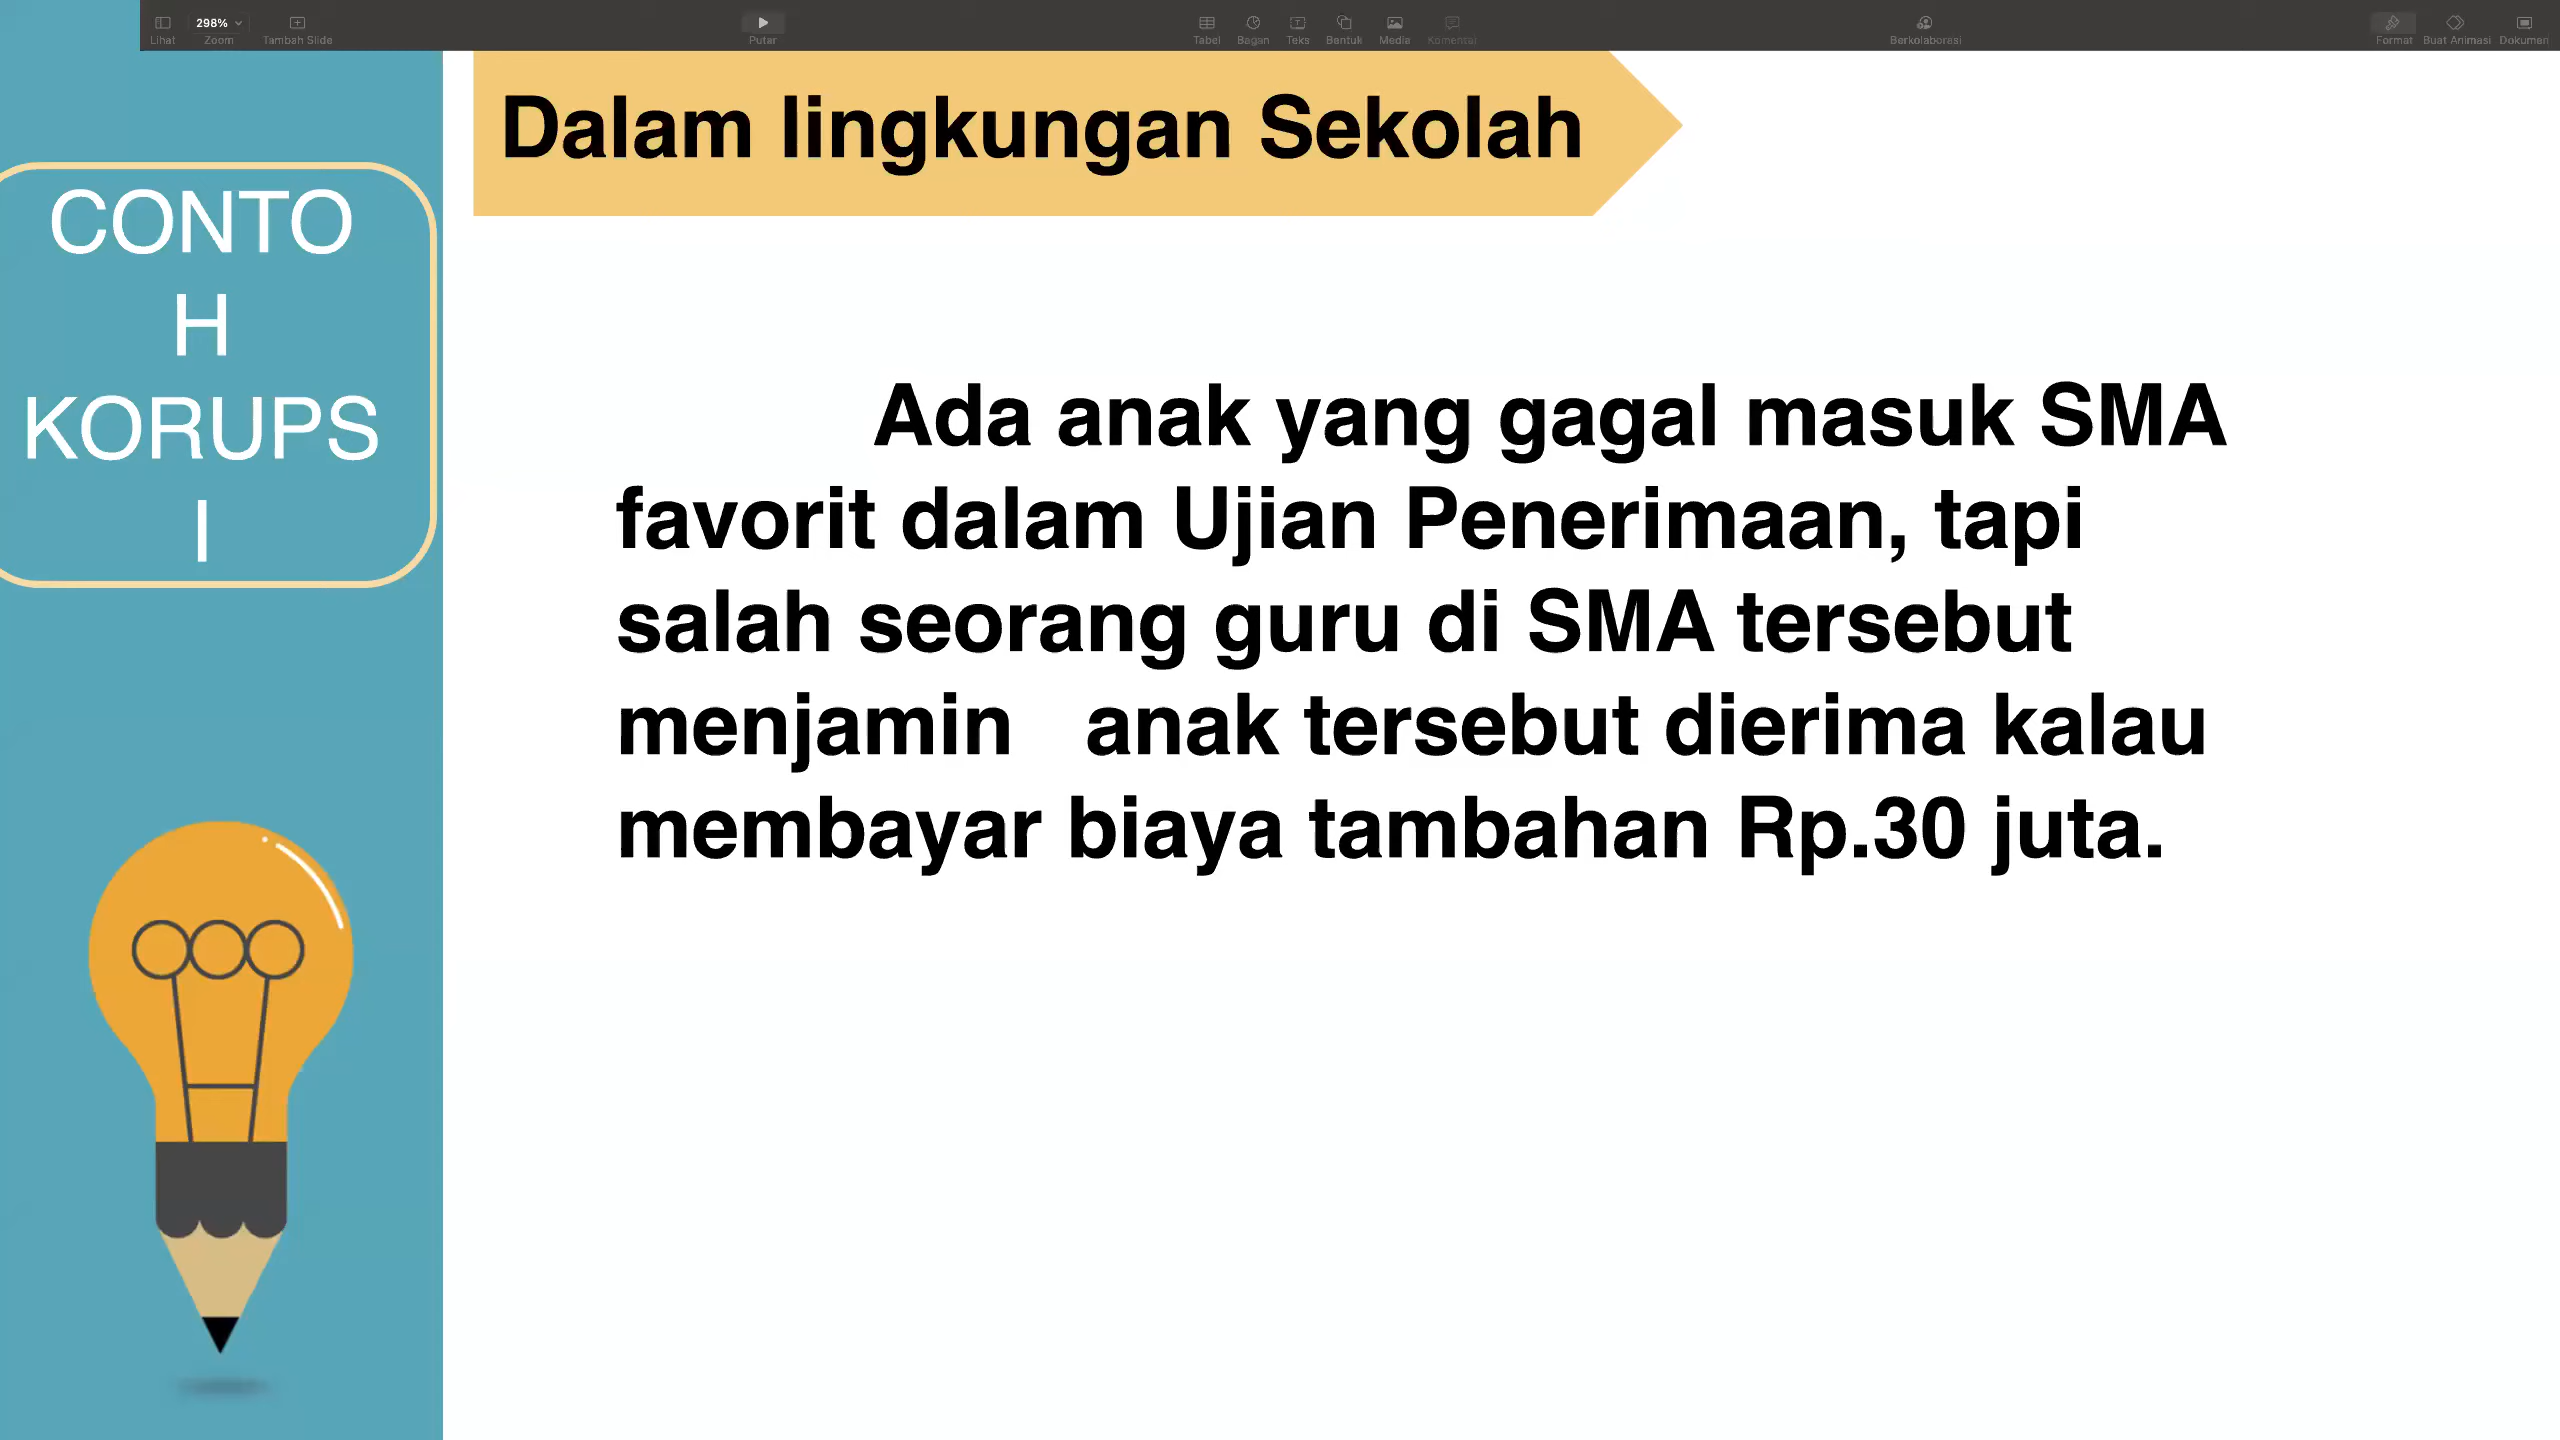 298%
Lihat Zoom Tambah Slide Putar Tabel Bagan Teks Bentuk Media Komentar Berkolaborasi Format Buat Animasi Dokumen
Dalam lingkungan Sekolah
CONTO
H
KORUPS
I
Ada anak yang gagal masuk SMA
favorit dalam Ujian Penerimaan, tapi
salah seorang guru di SMA tersebut
menjamin anak tersebut dierima kalau
membayar biaya tambahan Rp.30 juta.